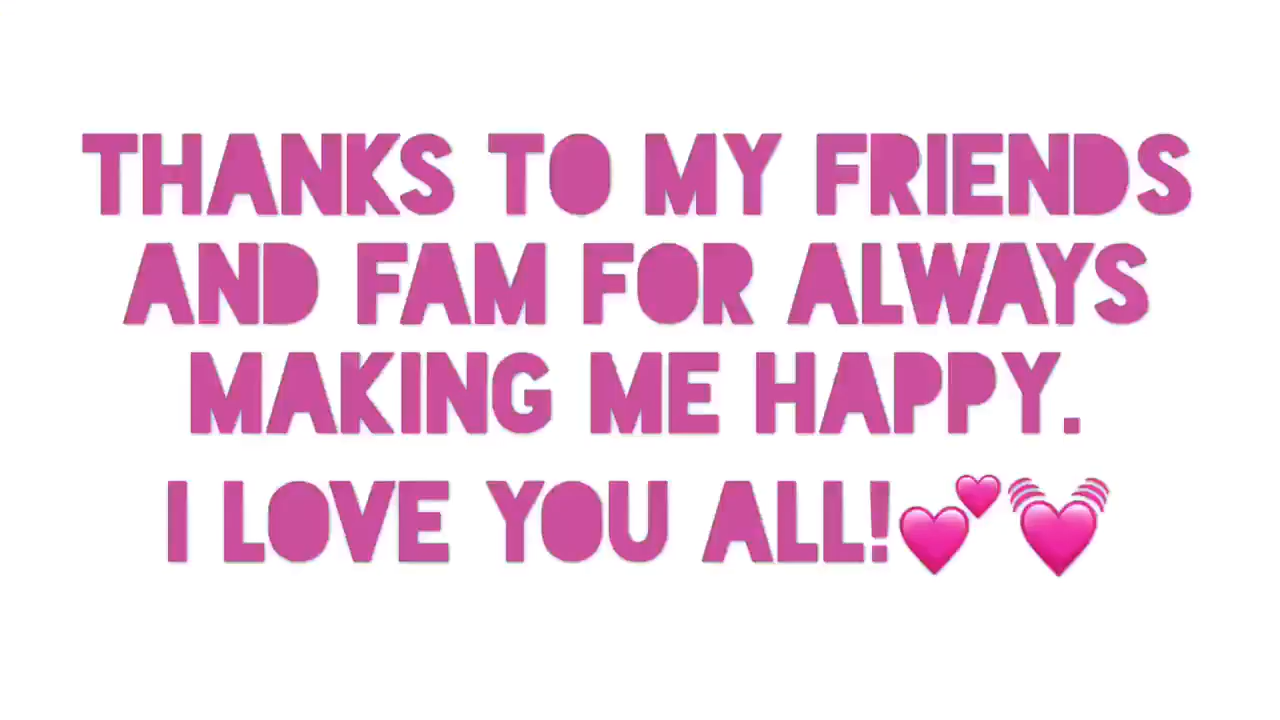 THANKS TO MY FRIENDS
AND FAM FOR ALWAYS
MAKING ME HAPPY.
I LOVE YOU ALL!💕💓